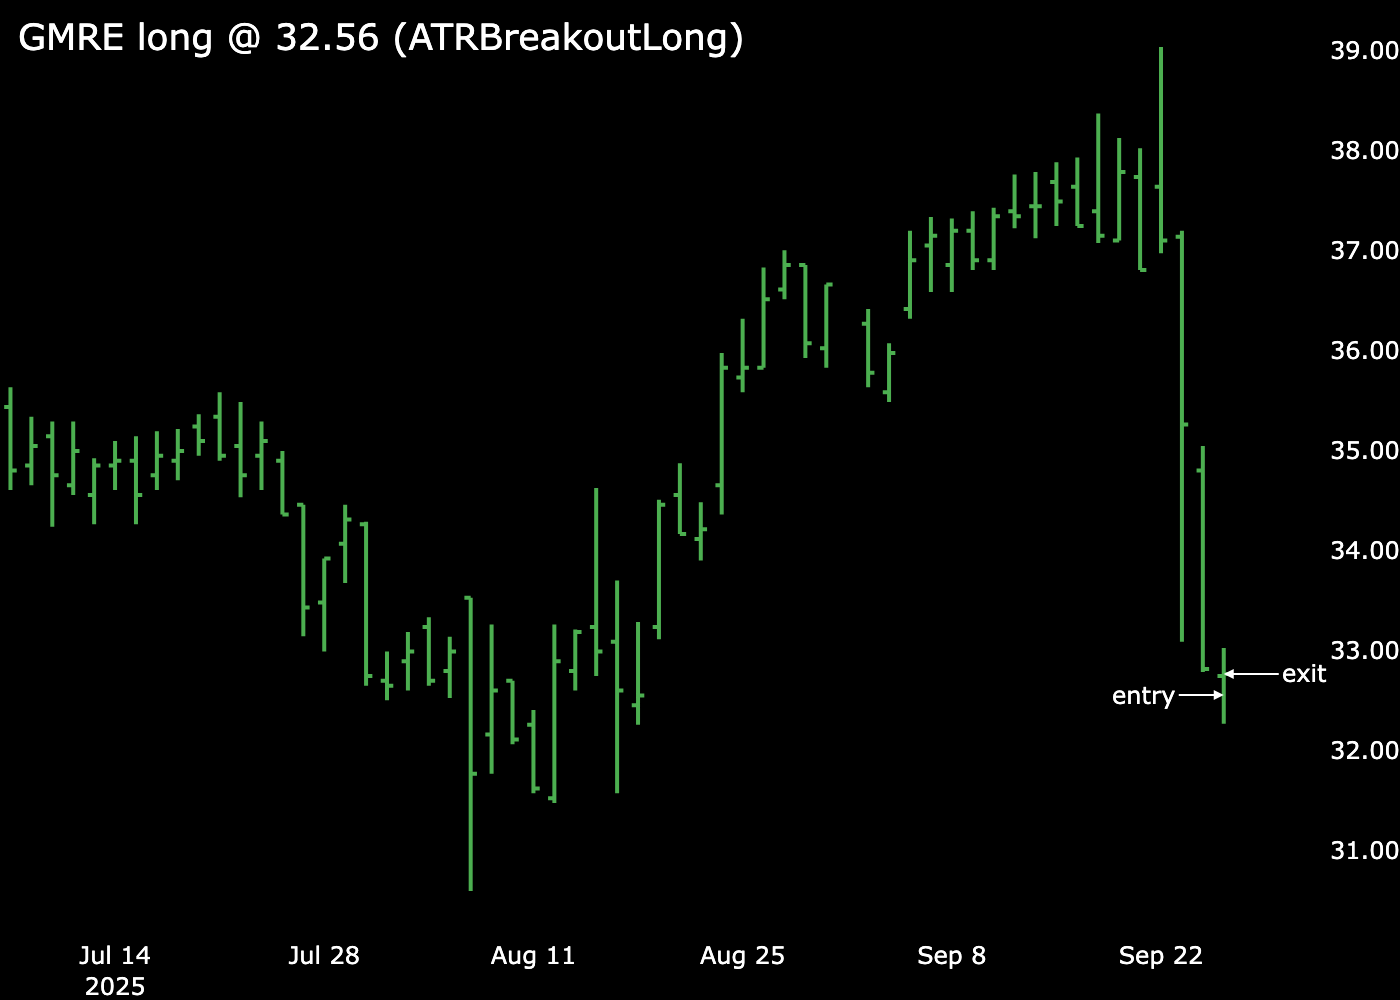 GMRE long @ 32.56 (ATRBreakoutLong)
39.00
38.00
37.00
36.00
35.00
34.00
33.00
exit
entry
32.00
31.00
Jul 14
2025
Jul 28
Aug 11
Aug 25
Sep 8
Sep 22